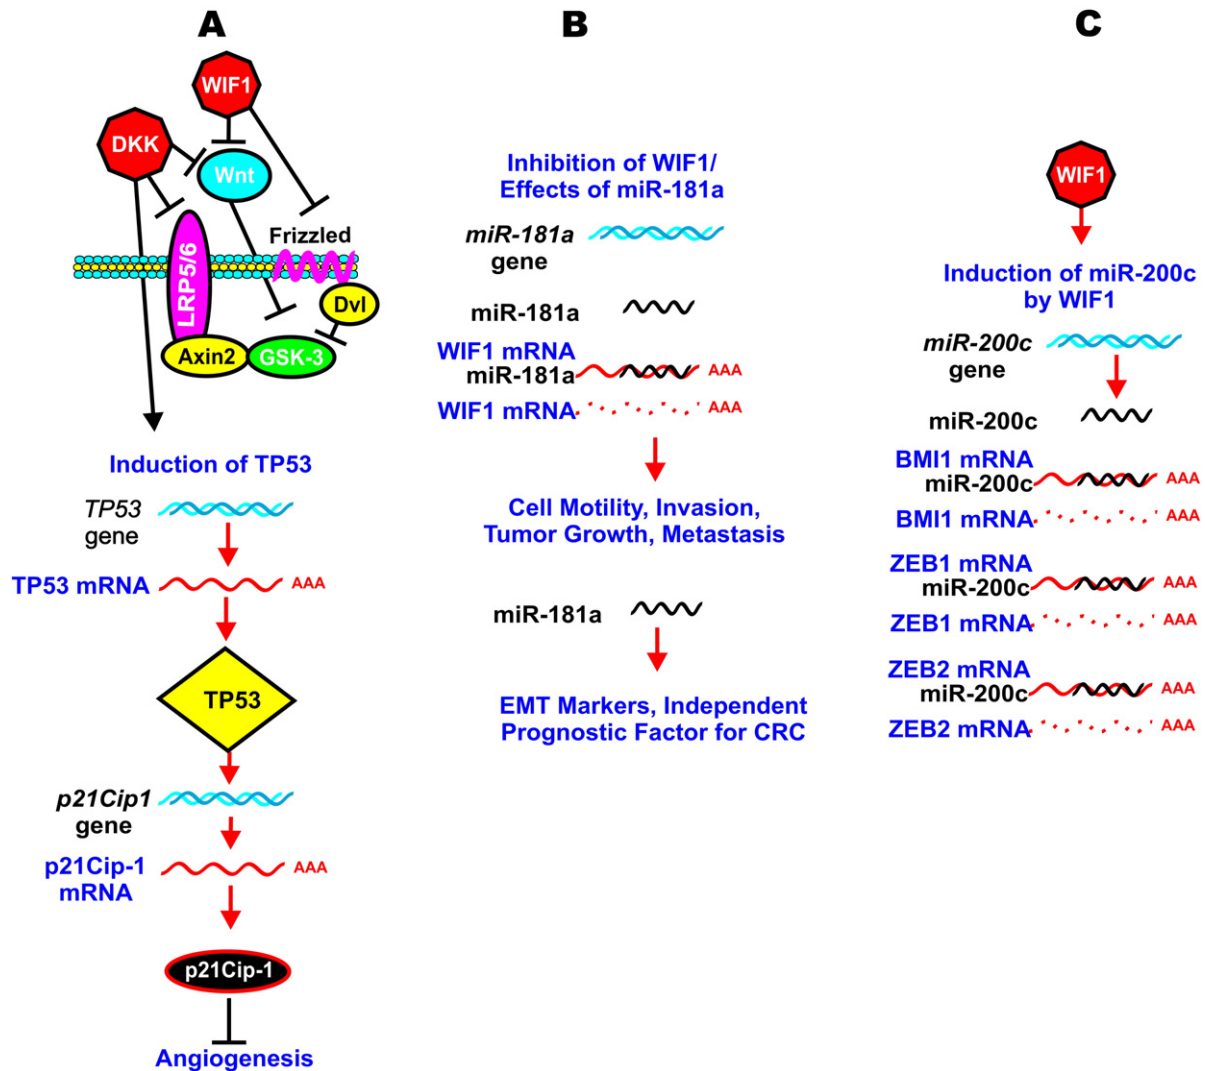 A
WIF1
DKK
Wnt
Frizzled
LRP5/6
Dvl
Axin2
GSK-3
Induction of TP53
TP53
gene
TP53 mRNA
AAA
TP53
p21Cip1
gene
p21Cip-1
mRNA
AAA
p21Cip-1
Angiogenesis
B
Inhibition of WIF1/
Effects of miR-181a
miR-181a
gene
miR-181a
WIF1 mRNA
miR-181a
AAA
WIF1 mRNA
AAA
Cell Motility, Invasion,
Tumor Growth, Metastasis
miR-181a
EMT Markers, Independent
Prognostic Factor for CRC
C
WIF1
Induction of miR-200c
by WIF1
miR-200c
gene
miR-200c
BMI1 mRNA
miR-200c
AAA
BMI1 mRNA
AAA
ZEB1 mRNA
miR-200c
AAA
ZEB1 mRNA
AAA
ZEB2 mRNA
miR-200c
AAA
ZEB2 mRNA
AAA